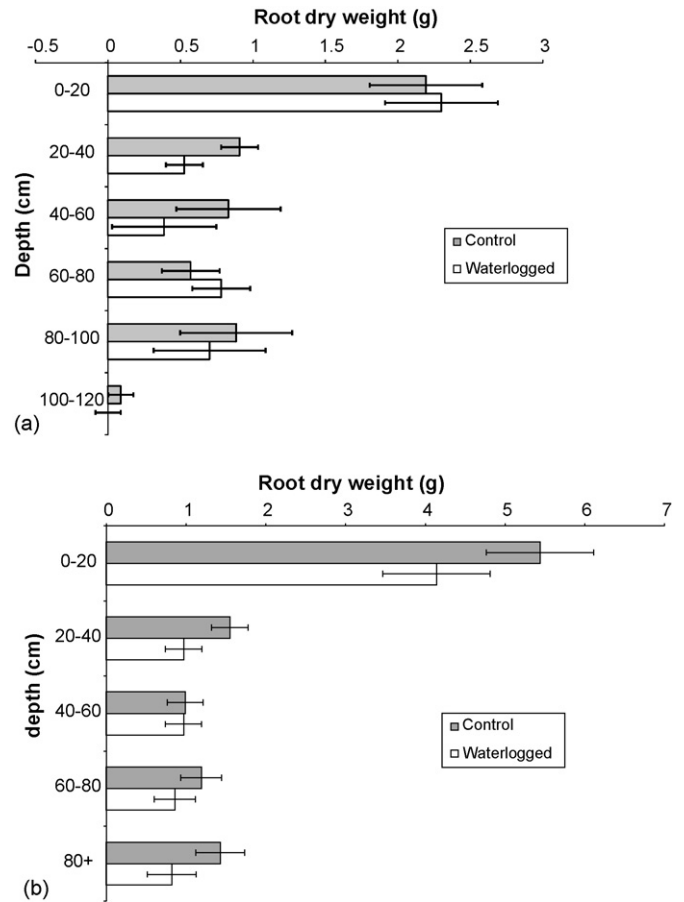 Root dry weight (g)
-0.5 0 0.5 1 1.5 2 2.5 3
Depth (cm)
0-20
20-40
40-60
60-80
80-100
100-120
Control
Waterlogged
(a)
Root dry weight (g)
0 1 2 3 4 5 6 7
depth (cm)
0-20
20-40
40-60
60-80
80+
Control
Waterlogged
(b)